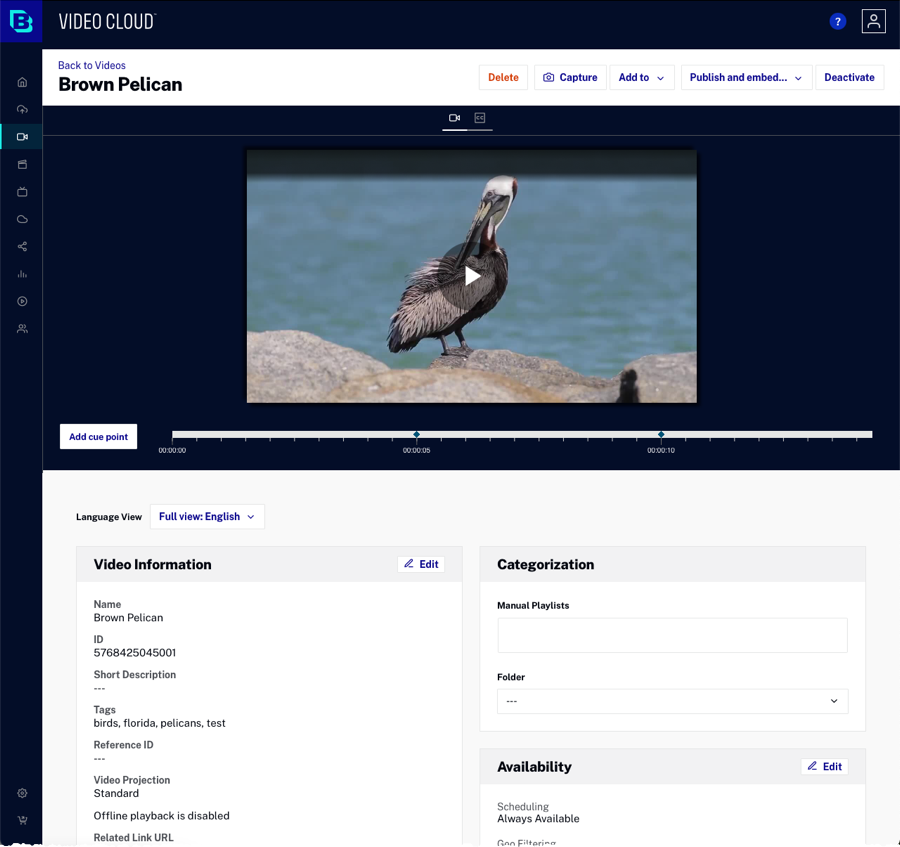 VIDEO CLOUD
?
Back to Videos
Brown Pelican
Delete
Capture
Add to
Publish and embed...
Deactivate
CC
Add cue point
00:00:00
00:00:05
00:00:10
Language View
Full view: English
Video Information
Edit
Name
Brown Pelican
ID
5768425045001
Short Description
---
Tags
birds, florida, pelicans, test
Reference ID
---
Video Projection
Standard
Offline playback is disabled
Related Link URL
Categorization
Manual Playlists
Folder
---
Availability
Edit
Scheduling
Always Available
Geo Filtering